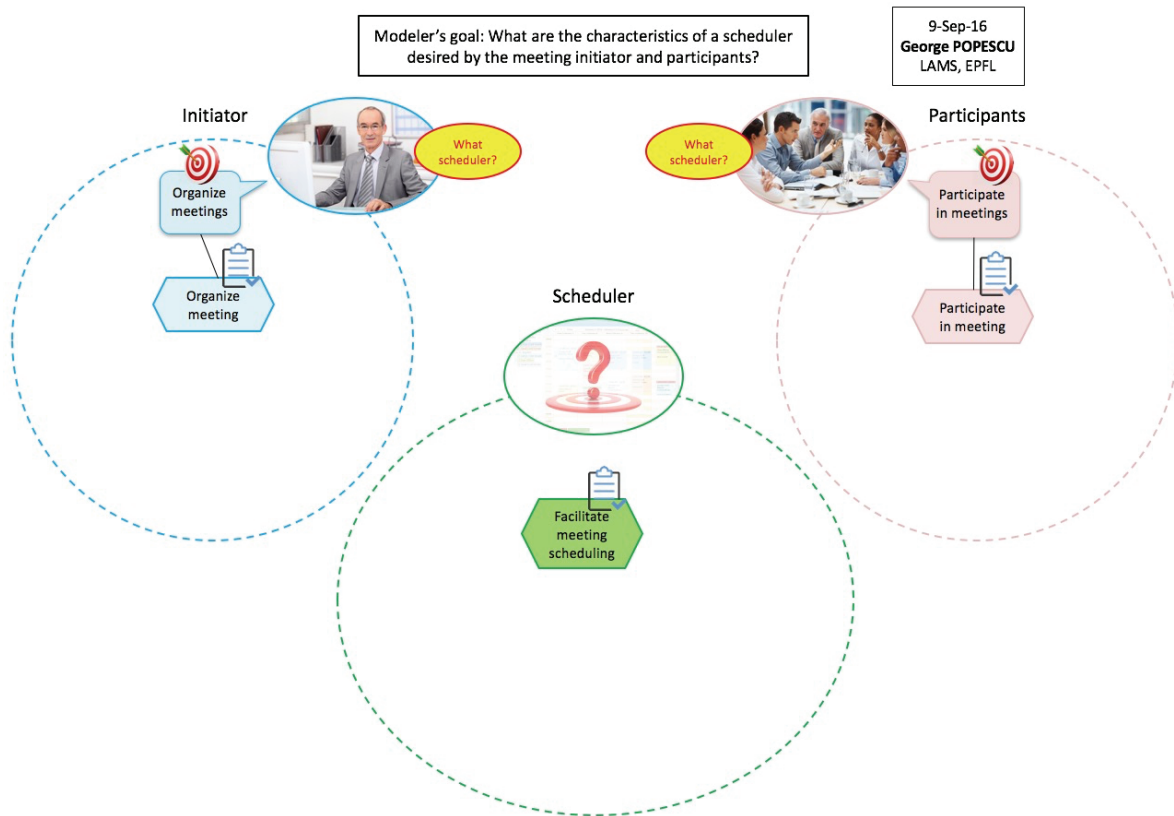 Modeler's goal: What are the characteristics of a scheduler
desired by the meeting initiator and participants?
9-Sep-16
George POPESCU
LAMS, EPFL
Initiator
What
scheduler?
Organize
meetings
Organize
meeting
What
scheduler?
Participants
Participate
in meetings
Participate
in meeting
Scheduler
?
Facilitate
meeting
scheduling